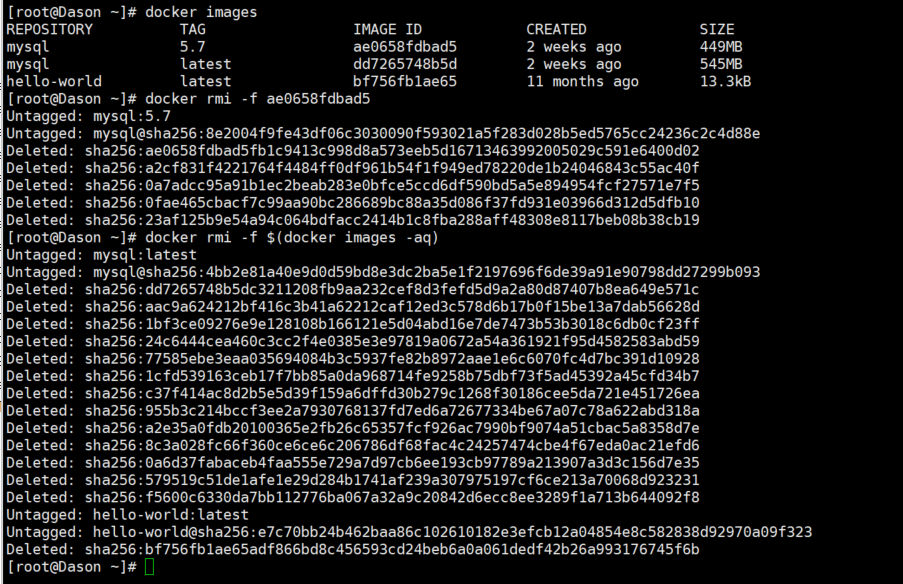 [root@Dason ~]# docker images
REPOSITORY TAG IMAGE ID CREATED SIZE
mysql 5.7 ae0658fdbad5 2 weeks ago 449MB
mysql latest dd7265748b5d 2 weeks ago 545MB
hello-world latest bf756fb1ae65 11 months ago 13.3kB
[root@Dason ~]# docker rmi -f ae0658fdbad5
Untagged: mysql:5.7
Untagged: mysql@sha256:8e2004f9fe43df06c3030090f593021a5f283d028b5ed5765cc24236c2c4d88e
Deleted: sha256:ae0658fdbad5fb1c9413c998d8a573eeb5d16713463992005029c591e6400d02
Deleted: sha256:a2cf831f4221764f4484ff0df961b54f1f949ed78220de1b24046843c55ac40f
Deleted: sha256:0a7adcc95a91b1ec2beab283e0bfce5ccd6df590bd5a5e894954fcf27571e7f5
Deleted: sha256:0fae465cbacf7c99aa90bc286689bc88a35d086f37fd931e03966d312d5dfb10
Deleted: sha256:23af125b9e54a94c064bdfacc2414b1c8fba288aff48308e8117beb08b38cb19
[root@Dason ~]# docker rmi -f $(docker images -aq)
Untagged: mysql:latest
Untagged: mysql@sha256:4bb2e81a40e9d0d59bd8e3dc2ba5e1f2197696f6de39a91e90798dd27299b093
Deleted: sha256:dd7265748b5dc3211208fb9aa232cef8d3fefd5d9a2a80d87407b8ea649e571c
Deleted: sha256:aac9a624212bf416c3b41a62212caf12ed3c578d6b17b0f15be13a7dab56628d
Deleted: sha256:1bf3ce09276e9e128108b166121e5d04abd16e7de7473b53b3018c6db0cf23ff
Deleted: sha256:24c6444cea460c3cc2f4e0385e3e97819a0672a54a361921f95d4582583abd59
Deleted: sha256:77585ebe3eaa035694084b3c5937fe82b8972aae1e6c6070fc4d7bc391d10928
Deleted: sha256:1cfd539163ceb17f7bb85a0da968714fe9258b75dbf73f5ad45392a45cfd34b7
Deleted: sha256:c37f414ac8d2b5e5d39f159a6dffd30b279c1268f30186cee5da721e451726ea
Deleted: sha256:955b3c214bccf3ee2a7930768137fd7ed6a72677334be67a07c78a622abd318a
Deleted: sha256:a2e35a0fdb20100365e2fb26c65357fcf926ac7990bf9074a51cbac5a8358d7e
Deleted: sha256:8c3a028fc66f360ce6ce6c206786df68fac4c24257474cbe4f67eda0ac21efd6
Deleted: sha256:0a6d37fabaceb4faa555e729a7d97cb6ee193cb97789a213907a3d3c156d7e35
Deleted: sha256:579519c51de1afe1e29d284b1741af239a307975197cf6ce213a70068d923231
Deleted: sha256:f5600c6330da7bb112776ba067a32a9c20842d6ecc8ee3289f1a713b644092f8
Untagged: hello-world:latest
Untagged: hello-world@sha256:e7c70bb24b462baa86c102610182e3efcb12a04854e8c582838d92970a09f323
Deleted: sha256:bf756fb1ae65adf866bd8c456593cd24beb6a0a061dedf42b26a993176745f6b
[root@Dason ~]#